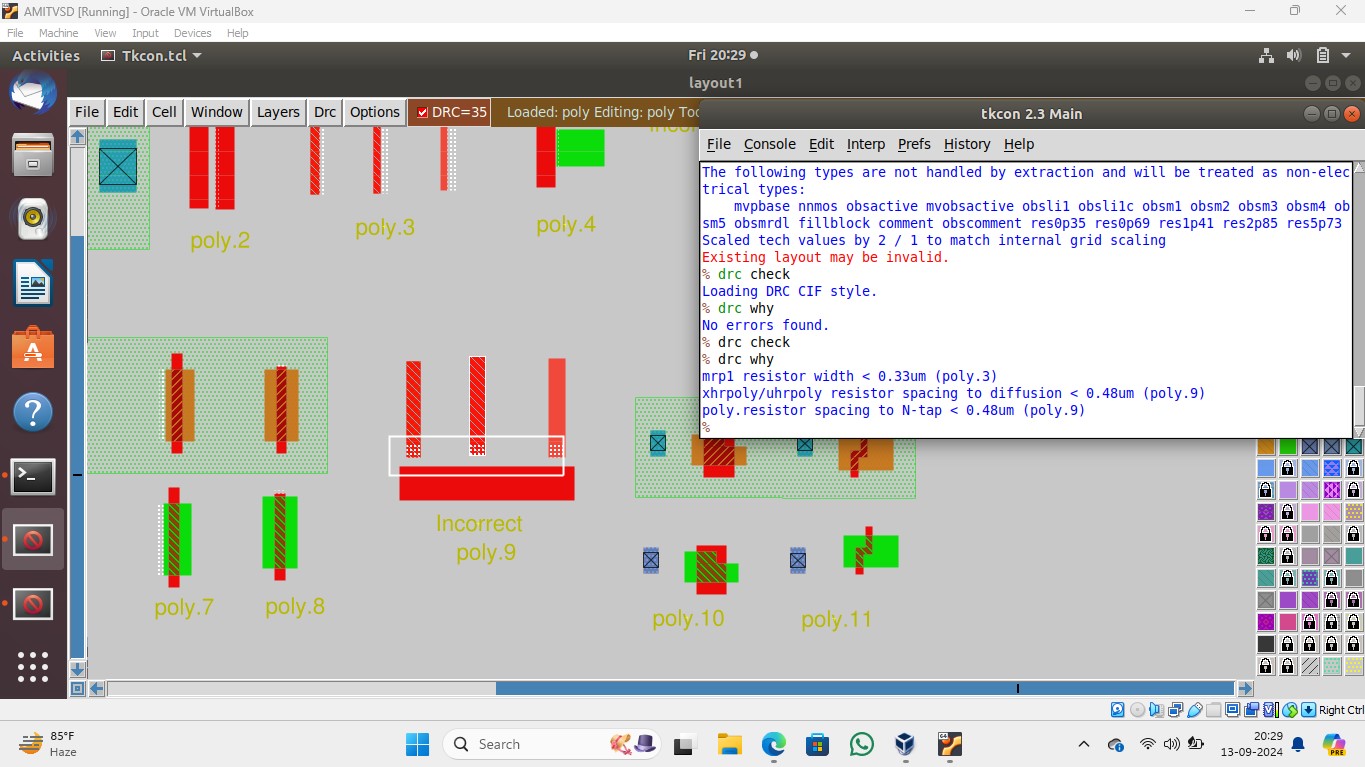 AMITVSD [Running] - Oracle VM VirtualBox
File Machine View Input Devices Help
Activities Tkcon.tcl Fri 20:29
layout1
File Edit Cell Window Layers Drc Options DRC=35 Loaded: poly Editing: poly Too
tkcon 2.3 Main
File Console Edit Interp Prefs History Help
The following types are not handled by extraction and will be treated as non-elec
trical types:
mvpbase nnmos obsactive mvobsactive obsli1 obsli1c obsm1 obsm2 obsm3 obsm4 ob
sm5 obsmrdl fillblock comment obscomment res0p35 res0p69 res1p41 res2p85 res5p73
Scaled tech values by 2 / 1 to match internal grid scaling
Existing layout may be invalid.
% drc check
Loading DRC CIF style.
% drc why
No errors found.
% drc check
% drc why
mrp1 resistor width < 0.33um (poly.3)
xhrpoly/uhrpoly resistor spacing to diffusion < 0.48um (poly.9)
poly.resistor spacing to N-tap < 0.48um (poly.9)
%
poly.2
poly.3
poly.4
Incorrect
poly.9
poly.7
poly.8
poly.10
poly.11
Right Ctrl
85°F
Haze
Search
20:29
13-09-2024
PRE